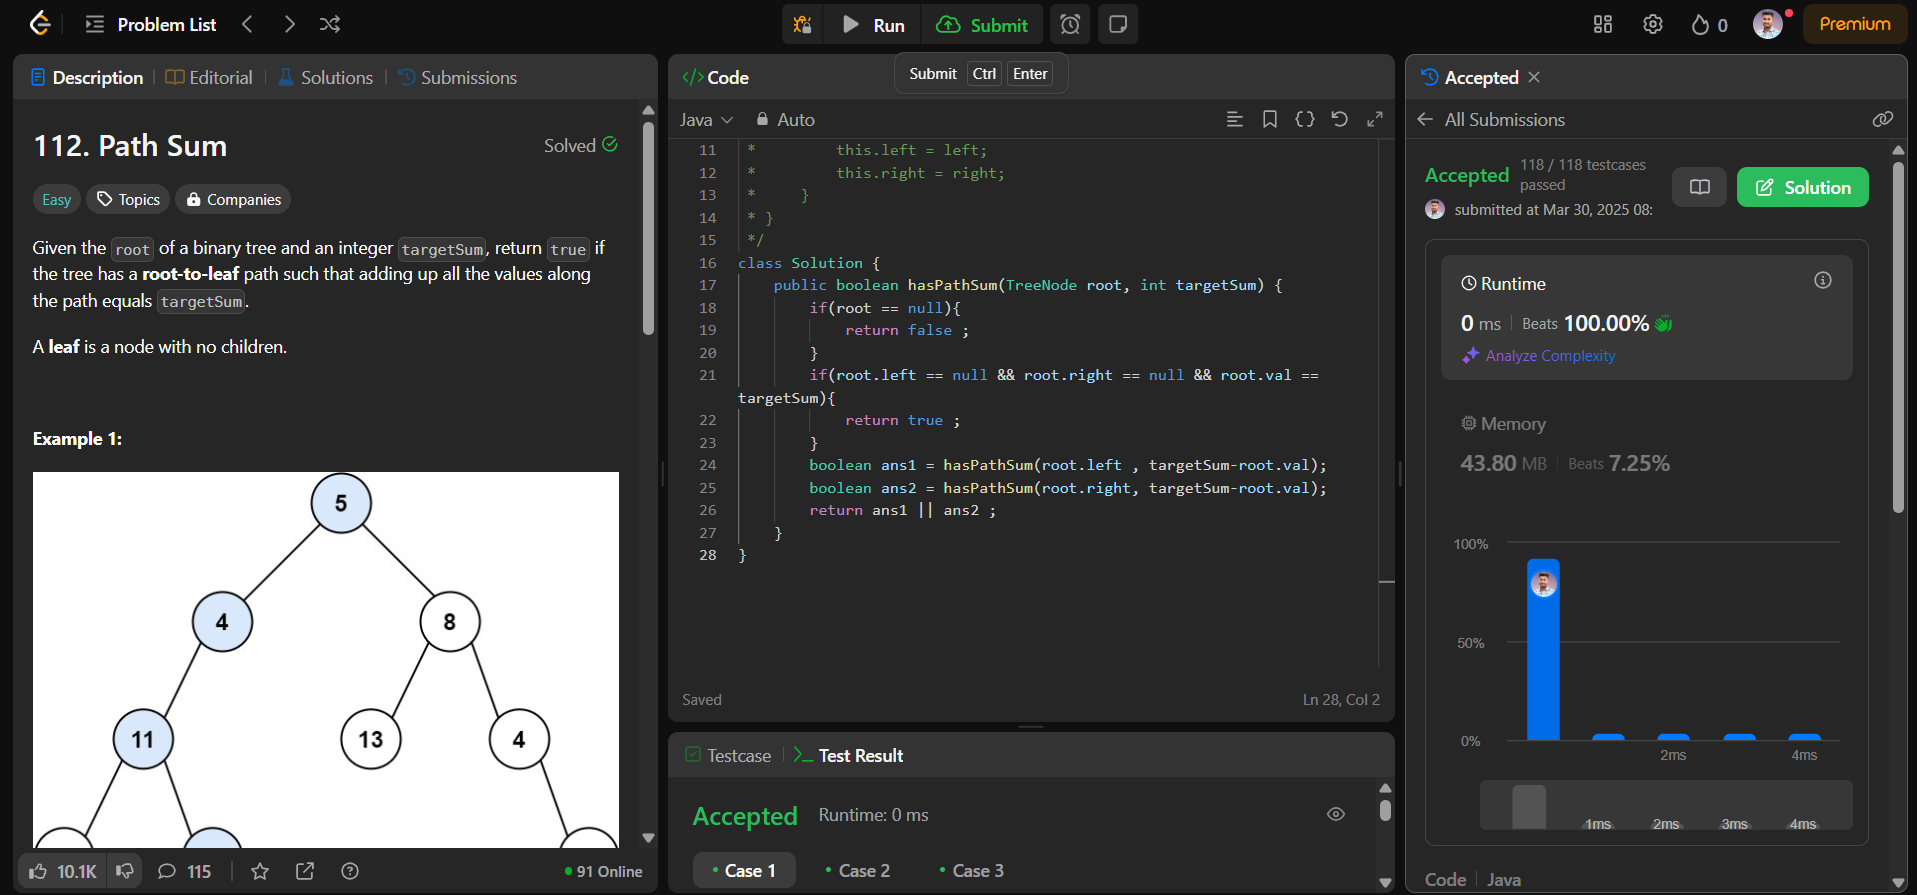 Problem List
Run
Submit
0
Premium
Description
Editorial
Solutions
Submissions
112. Path Sum
Solved
Easy
Topics
Companies
Given the root of a binary tree and an integer targetSum, return true if
the tree has a root-to-leaf path such that adding up all the values along
the path equals targetSum.
A leaf is a node with no children.
Example 1:
5
4
8
11
13
4
10.1K
115
91 Online
</>Code
Submit Ctrl Enter
Java
Auto
11 *         this.left = left;
12 *         this.right = right;
13 *     }
14 * }
15 */
16 class Solution {
17     public boolean hasPathSum(TreeNode root, int targetSum) {
18         if(root == null){
19             return false ;
20         }
21         if(root.left == null && root.right == null && root.val ==
targetSum){
22             return true ;
23         }
24         boolean ans1 = hasPathSum(root.left , targetSum-root.val);
25         boolean ans2 = hasPathSum(root.right, targetSum-root.val);
26         return ans1 || ans2 ;
27     }
28 }
Saved
Ln 28, Col 2
Testcase
Test Result
Accepted
Runtime: 0 ms
Case 1
Case 2
Case 3
Accepted
All Submissions
Accepted
118 / 118 testcases
passed
submitted at Mar 30, 2025 08:
Solution
Runtime
0 ms
Beats 100.00%
Analyze Complexity
Memory
43.80 MB
Beats 7.25%
100%
50%
0%
2ms
4ms
1ms
2ms
3ms
4ms
Code
Java